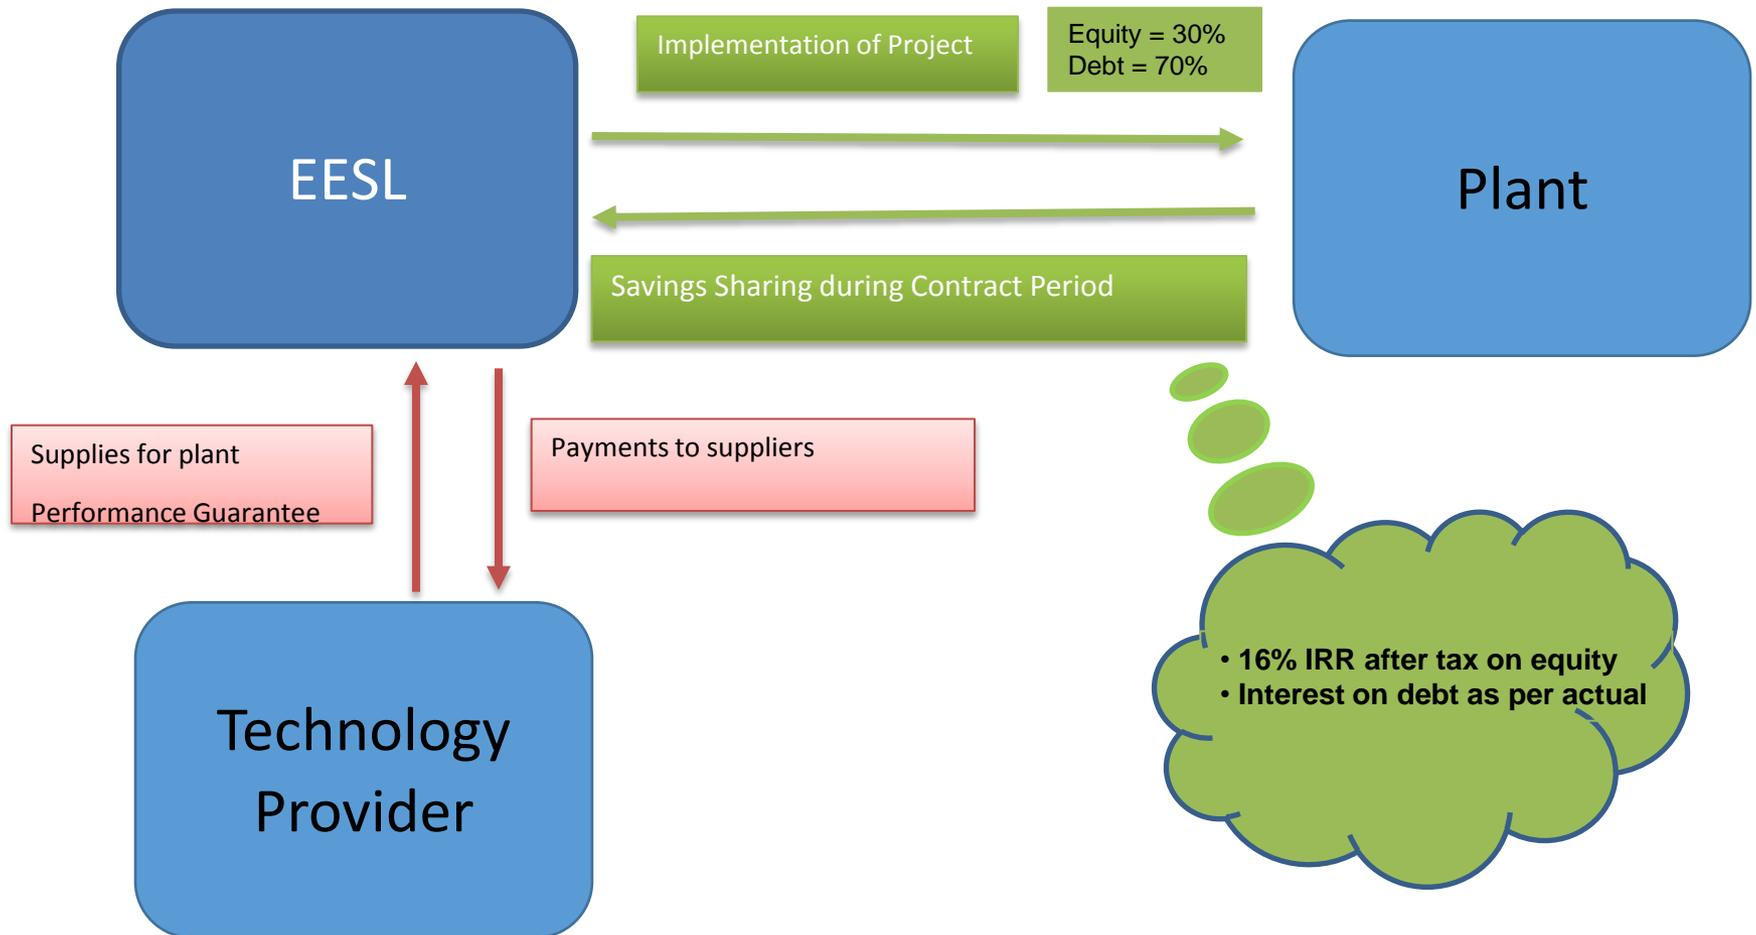 Implementation of Project
Equity = 30%
Debt = 70%
EESL
Plant
Savings Sharing during Contract Period
Supplies for plant
Performance Guarantee
Payments to suppliers
• 16% IRR after tax on equity
• Interest on debt as per actual
Technology
Provider